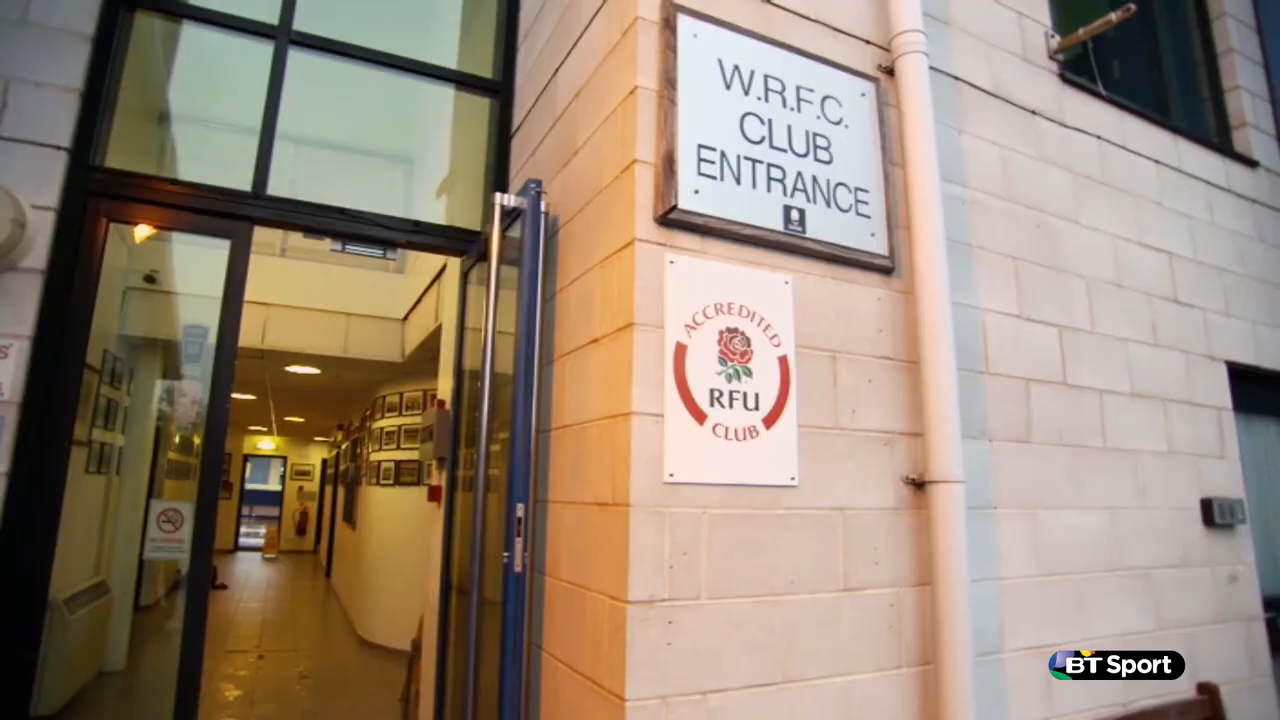 W.R.F.C.
CLUB
ENTRANCE
ACCREDITED
RFU
CLUB
BT Sport